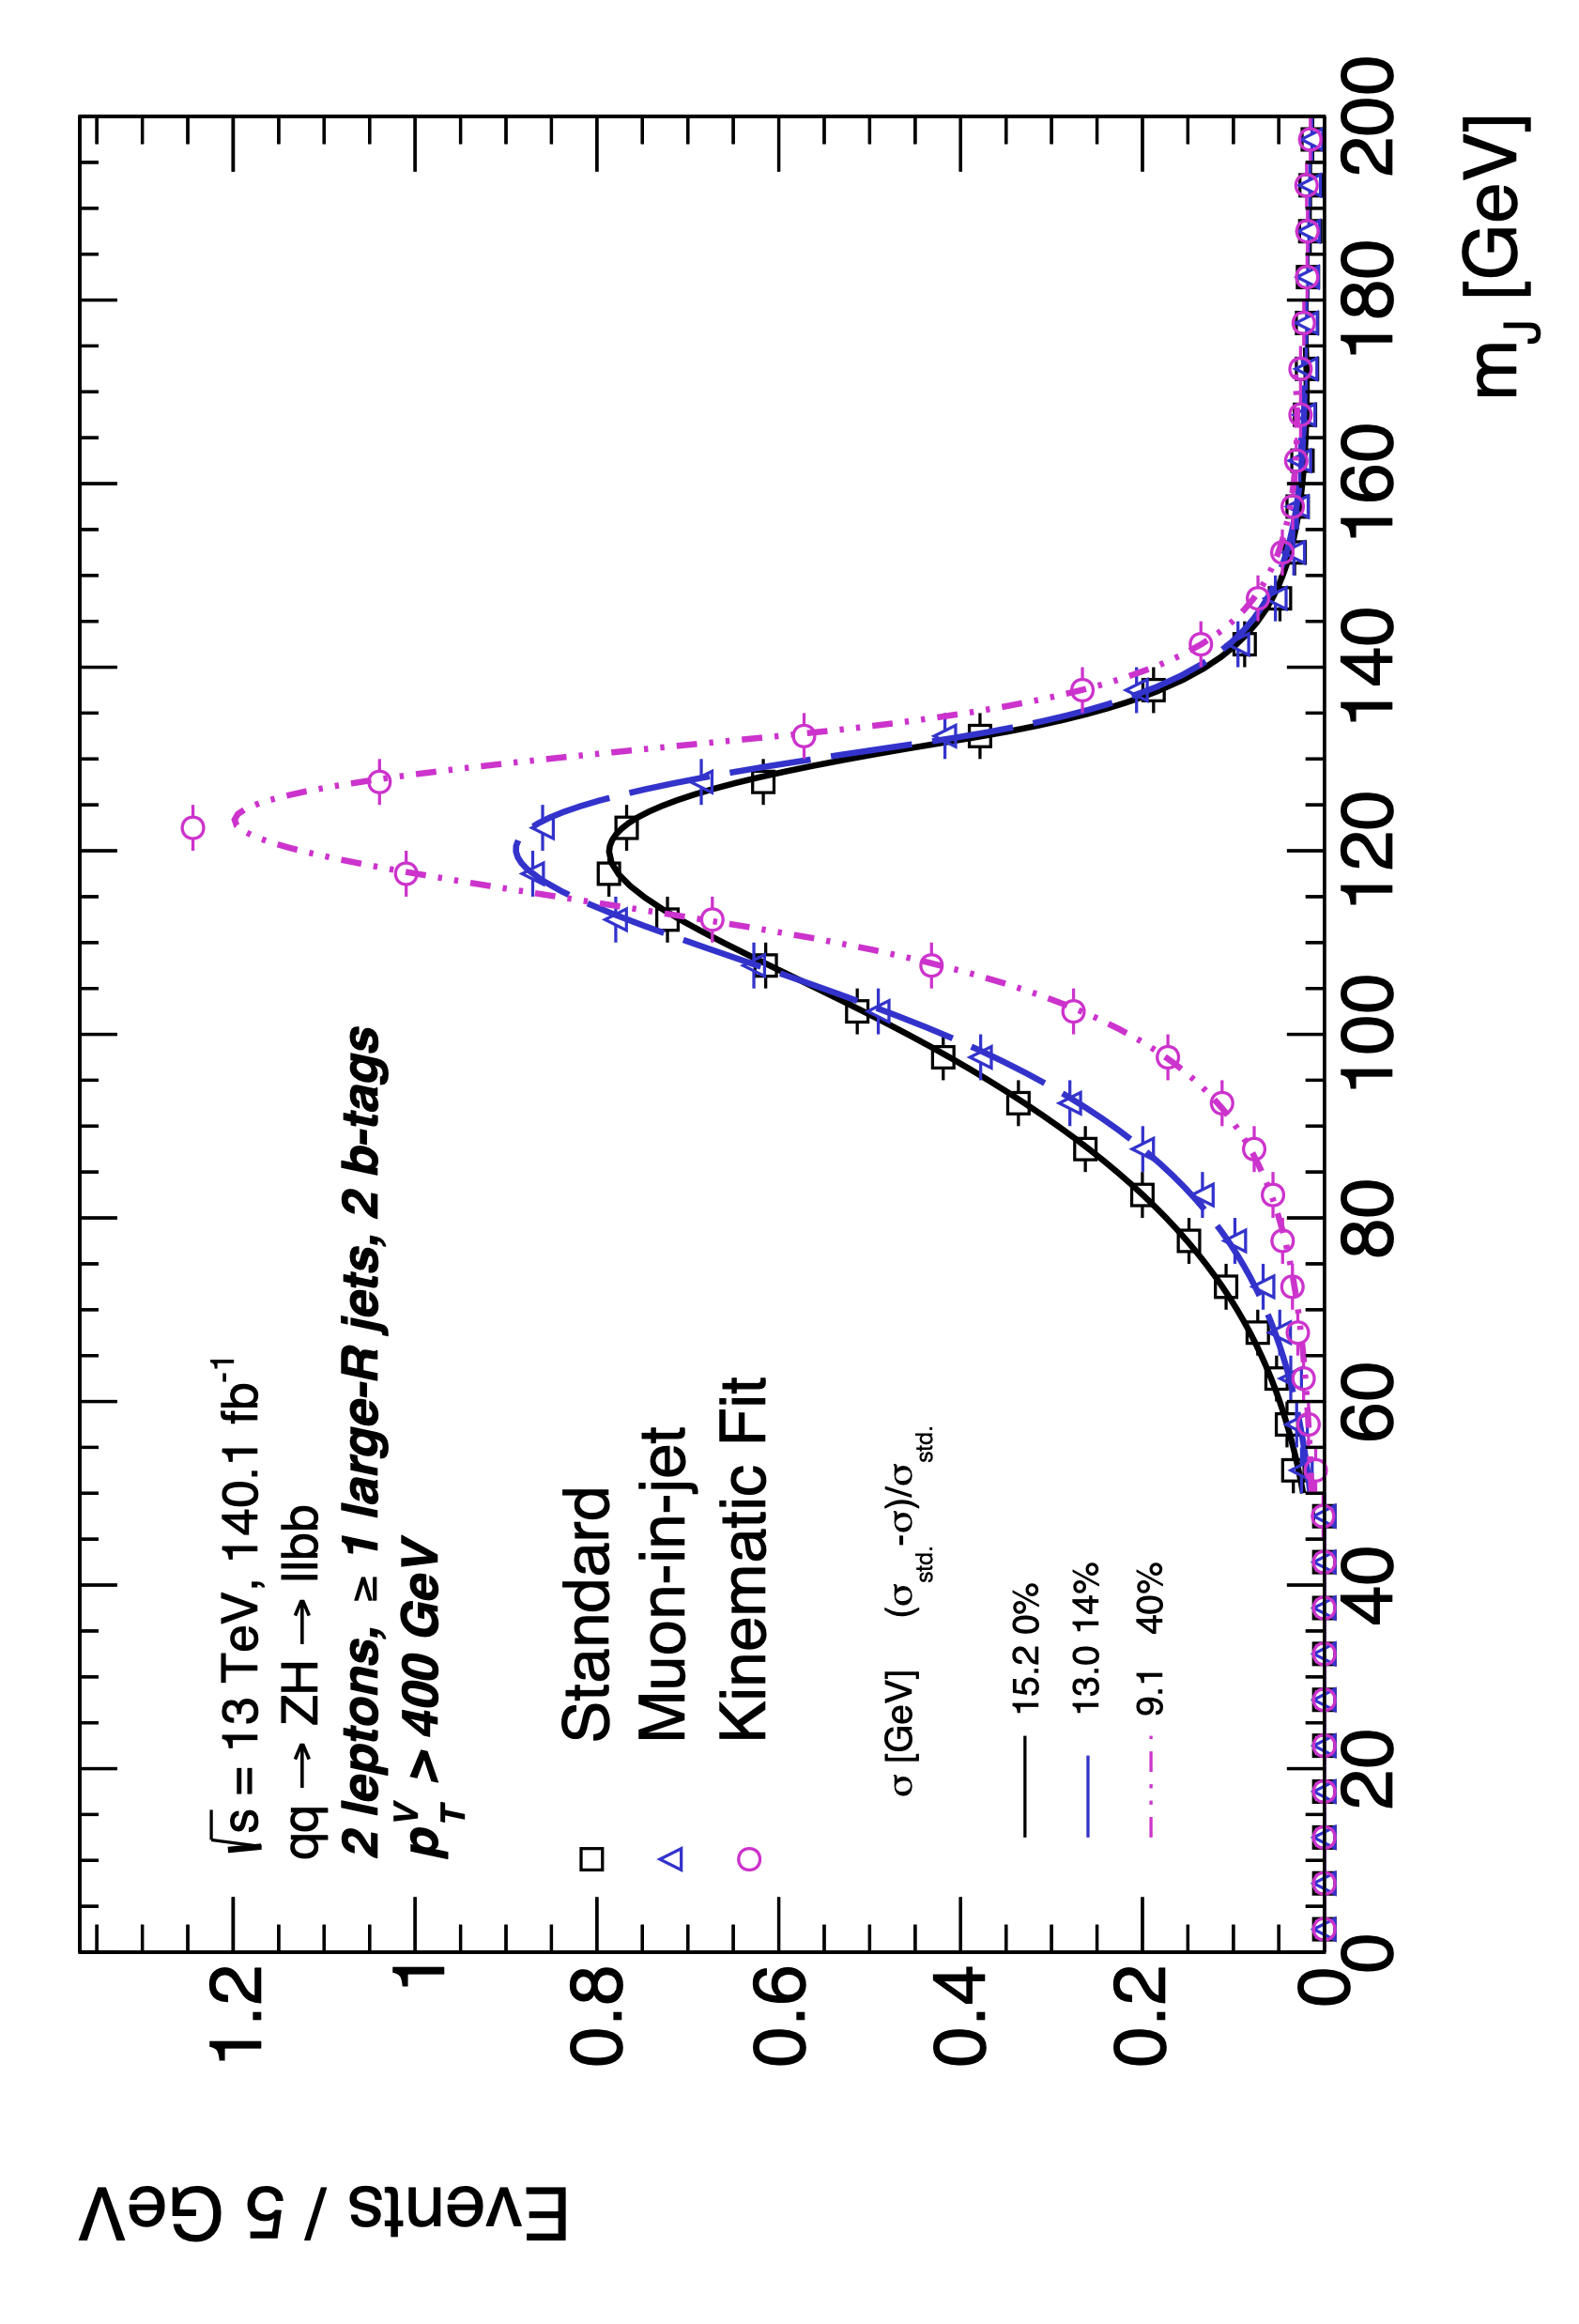 Events / 5 GeV
1.2
1
0.8
0.6
0.4
0.2
0
√s = 13 TeV, 140.1 fb⁻¹
qq → ZH → llbb
2 leptons, ≥ 1 large-R jets, 2 b-tags
p_T^V > 400 GeV
Standard
Muon-in-jet
Kinematic Fit
σ [GeV] (σ_std. -σ)/σ_std.
15.2 0%
13.0 14%
9.1 40%
0 20 40 60 80 100 120 140 160 180 200
m_J [GeV]